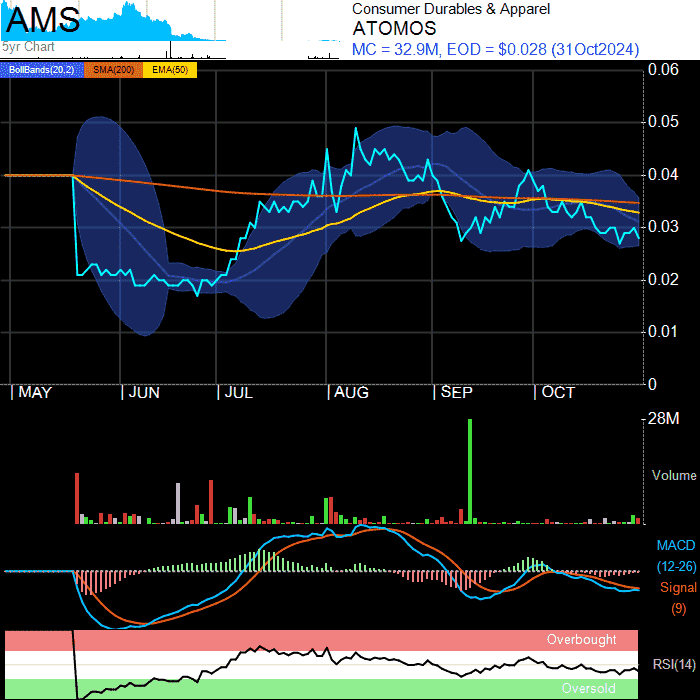 AMS
5yr Chart
Consumer Durables & Apparel
ATOMOS
MC = 32.9M, EOD = $0.028 (31Oct2024)
BollBands(20,2) SMA(200) EMA(50)
0.06
0.05
0.04
0.03
0.02
0.01
0
MAY JUN JUL AUG SEP OCT
28M
Volume
MACD
(12-26)
Signal
(9)
Overbought
RSI(14)
Oversold